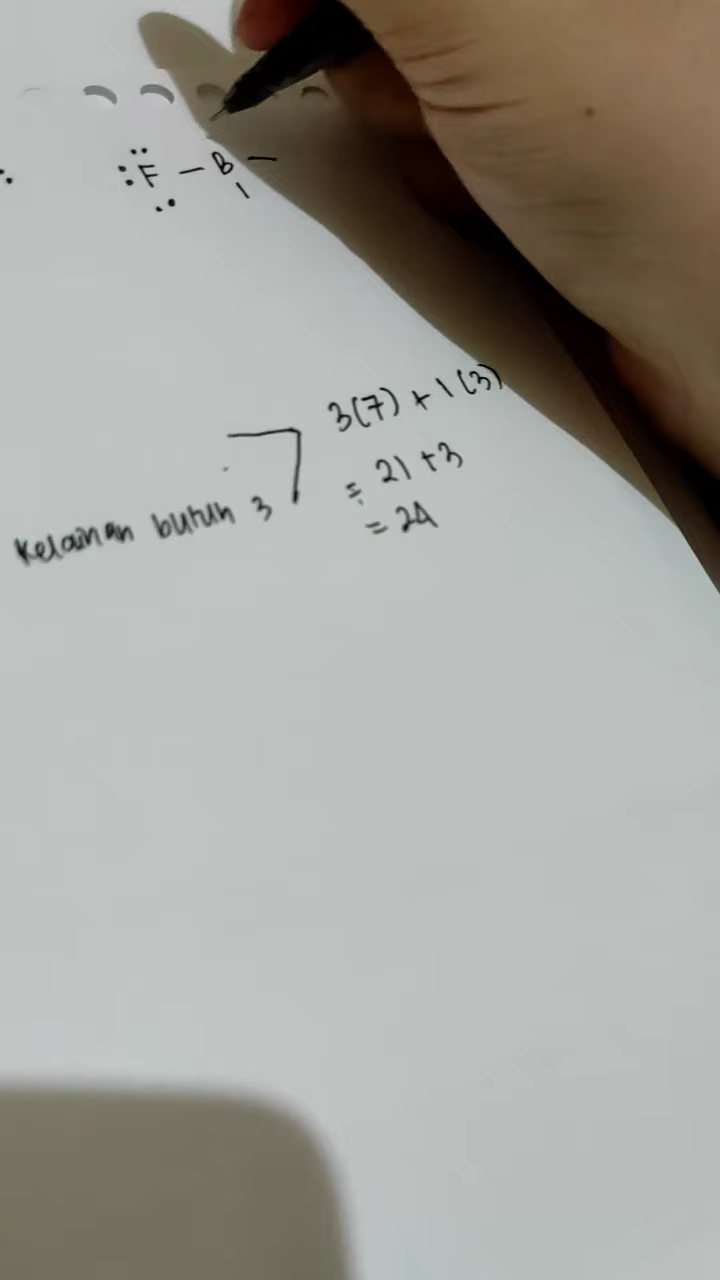 :F̤̈ — B —
|
3(7) + 1(3)
= 21 + 3
= 24
kelainan butuh 3